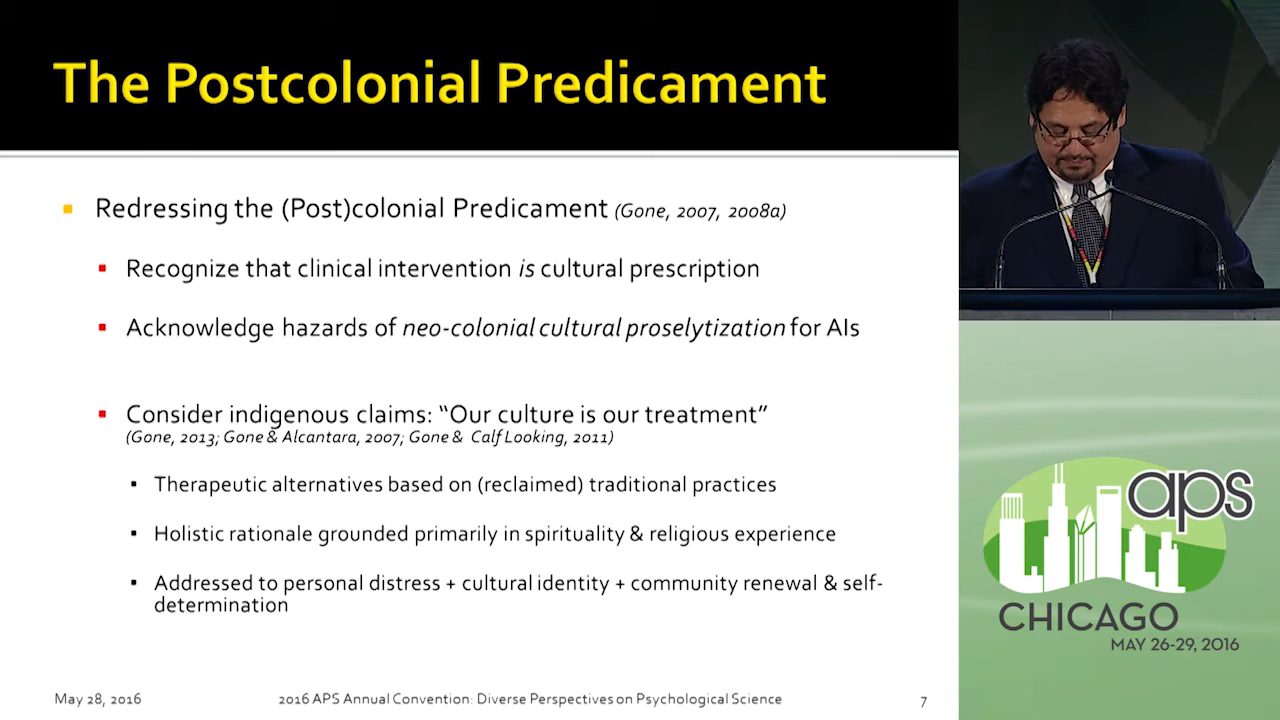 The Postcolonial Predicament
Redressing the (Post)colonial Predicament (Gone, 2007, 2008a)
Recognize that clinical intervention is cultural prescription
Acknowledge hazards of neo-colonial cultural proselytization for AIs
Consider indigenous claims: “Our culture is our treatment”
(Gone, 2013; Gone & Alcantara, 2007; Gone & Calf Looking, 2011)
Therapeutic alternatives based on (reclaimed) traditional practices
Holistic rationale grounded primarily in spirituality & religious experience
Addressed to personal distress + cultural identity + community renewal & self-
determination
May 28, 2016
2016 APS Annual Convention: Diverse Perspectives on Psychological Science
7
aps
CHICAGO
MAY 26-29, 2016